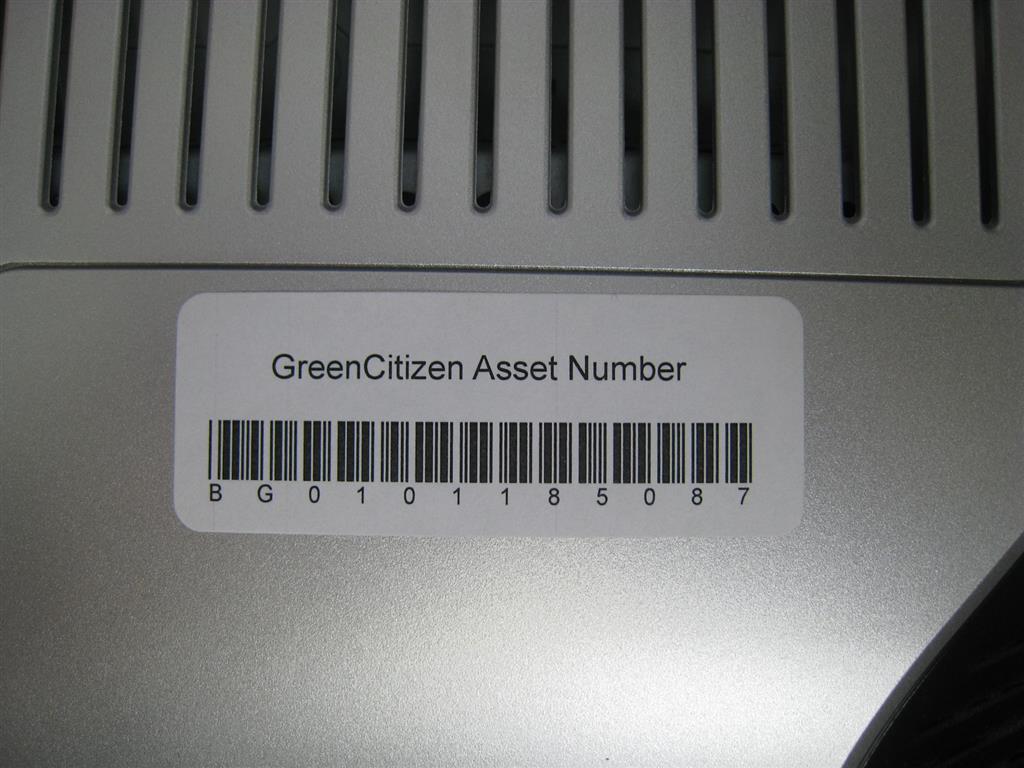 GreenCitizen Asset Number
B G 0 1 0 1 1 8 5 0 8 7